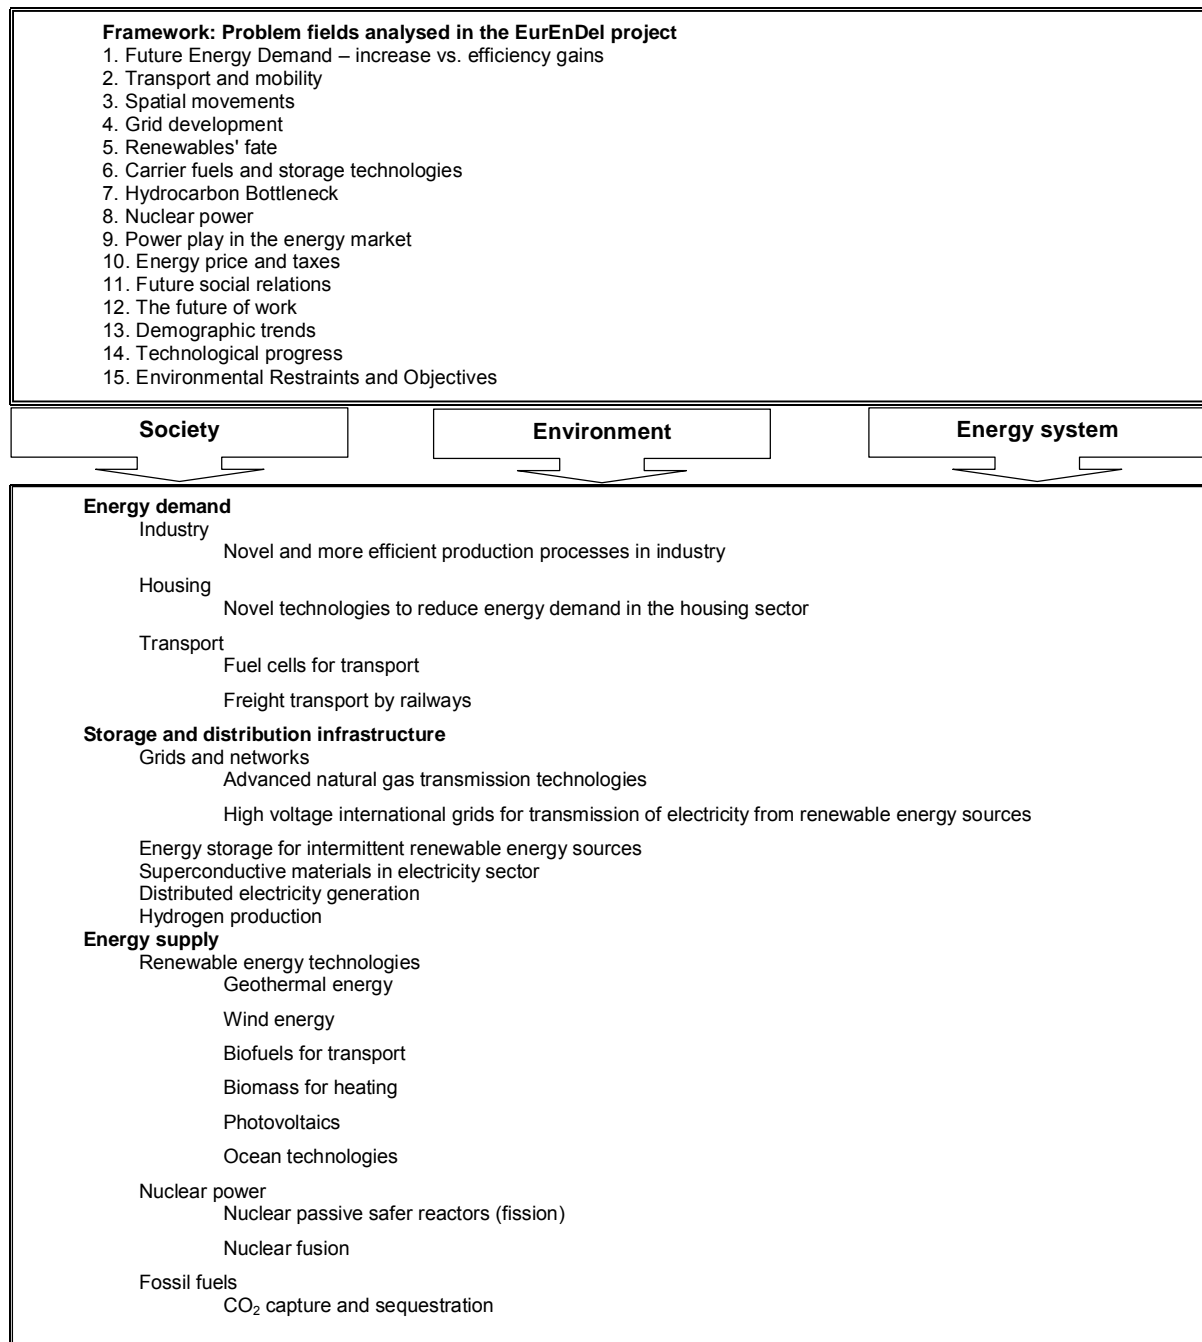 Framework: Problem fields analysed in the EurEnDel project
1. Future Energy Demand – increase vs. efficiency gains
2. Transport and mobility
3. Spatial movements
4. Grid development
5. Renewables' fate
6. Carrier fuels and storage technologies
7. Hydrocarbon Bottleneck
8. Nuclear power
9. Power play in the energy market
10. Energy price and taxes
11. Future social relations
12. The future of work
13. Demographic trends
14. Technological progress
15. Environmental Restraints and Objectives
Society
Environment
Energy system
Energy demand
Industry
Novel and more efficient production processes in industry
Housing
Novel technologies to reduce energy demand in the housing sector
Transport
Fuel cells for transport
Freight transport by railways
Storage and distribution infrastructure
Grids and networks
Advanced natural gas transmission technologies
High voltage international grids for transmission of electricity from renewable energy sources
Energy storage for intermittent renewable energy sources
Superconductive materials in electricity sector
Distributed electricity generation
Hydrogen production
Energy supply
Renewable energy technologies
Geothermal energy
Wind energy
Biofuels for transport
Biomass for heating
Photovoltaics
Ocean technologies
Nuclear power
Nuclear passive safer reactors (fission)
Nuclear fusion
Fossil fuels
CO₂ capture and sequestration